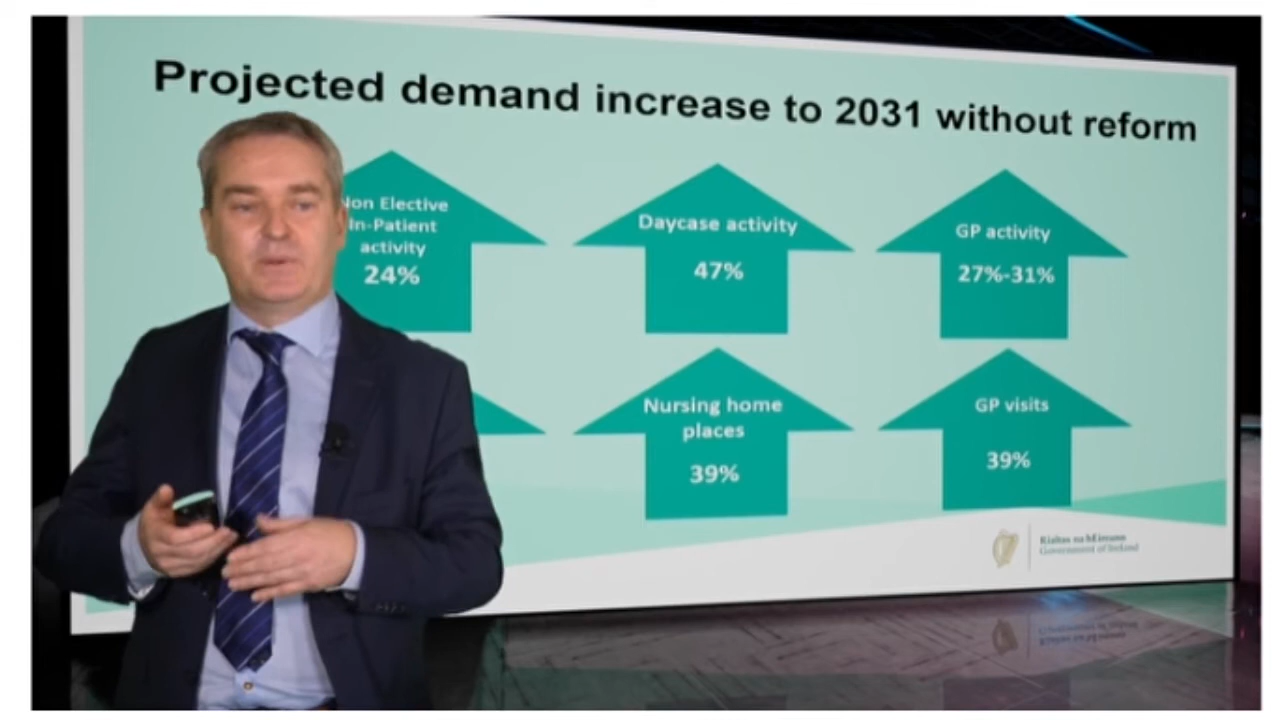 Projected demand increase to 2031 without reform
Non Elective
In-Patient
activity
24%
Daycase activity
47%
GP activity
27%-31%
Nursing home
places
39%
GP visits
39%
Rialtas na hÉireann
Government of Ireland